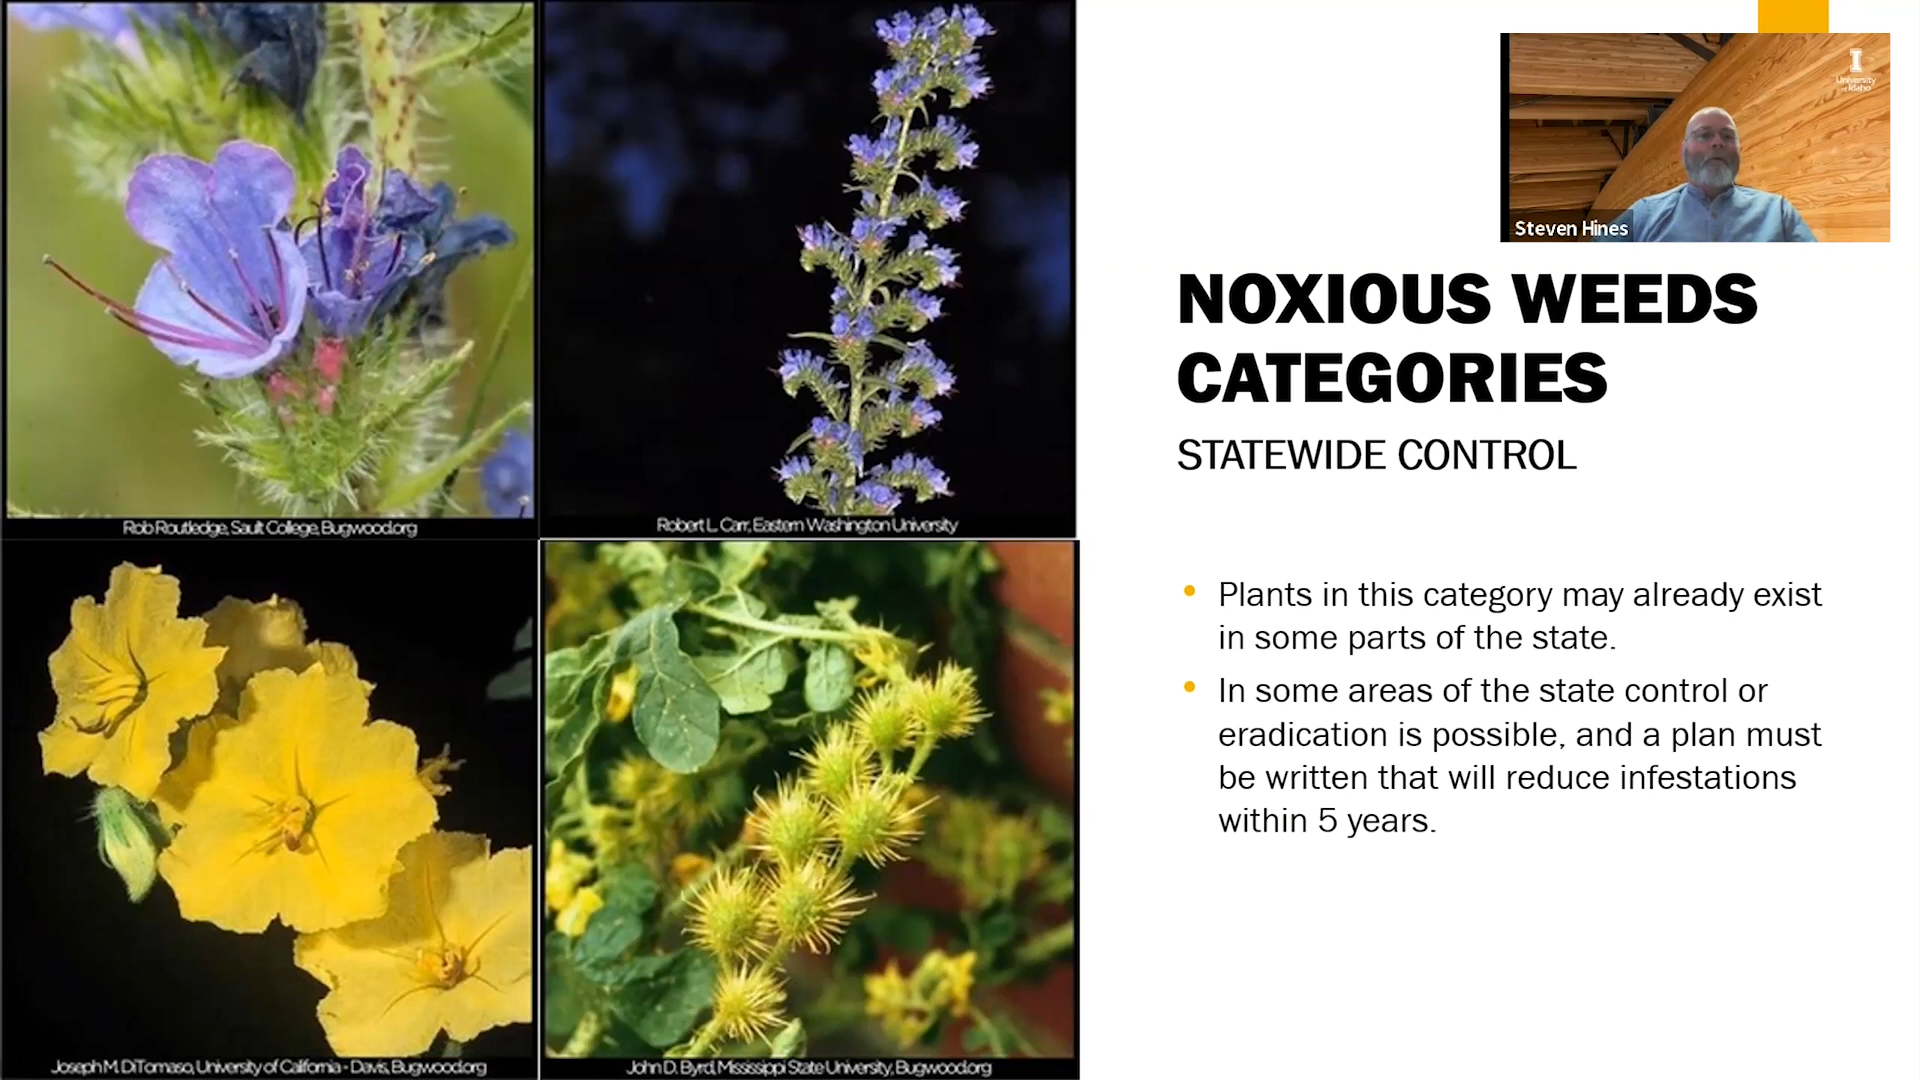 Rob Routledge, Sault College, Bugwood.org
Robert L. Carr, Eastern Washington University
Joseph M. DiTomaso, University of California - Davis, Bugwood.org
John D. Byrd, Mississippi State University, Bugwood.org
I
University
of Idaho
Steven Hines
NOXIOUS WEEDS
CATEGORIES
STATEWIDE CONTROL
• Plants in this category may already exist
in some parts of the state.
• In some areas of the state control or
eradication is possible, and a plan must
be written that will reduce infestations
within 5 years.